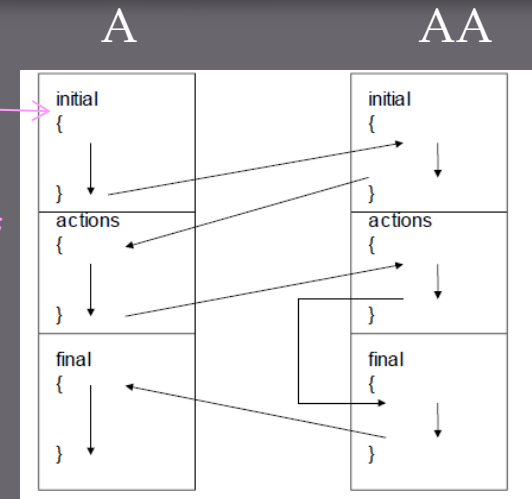 A
AA
initial
{
}
actions
{
}
final
{
}
initial
{
}
actions
{
}
final
{
}